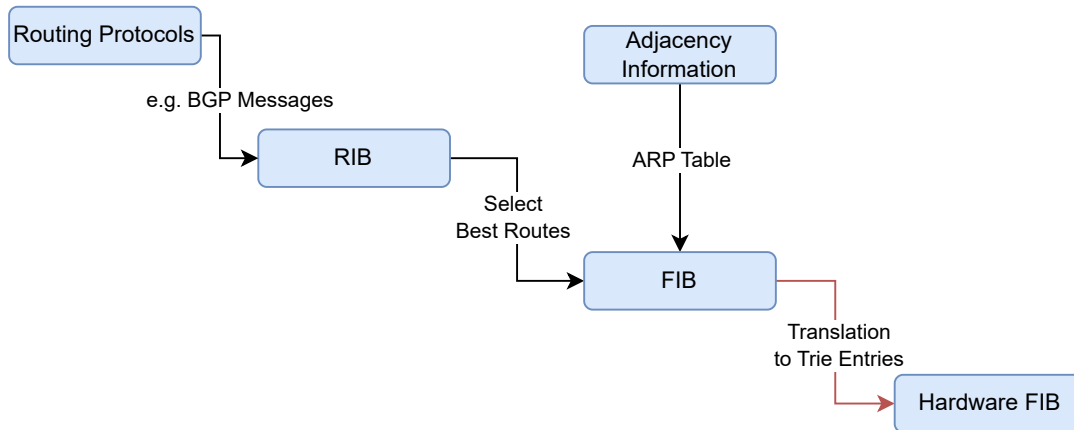 Routing Protocols
Adjacency
Information
e.g. BGP Messages
RIB
ARP Table
Select
Best Routes
FIB
Translation
to Trie Entries
Hardware FIB